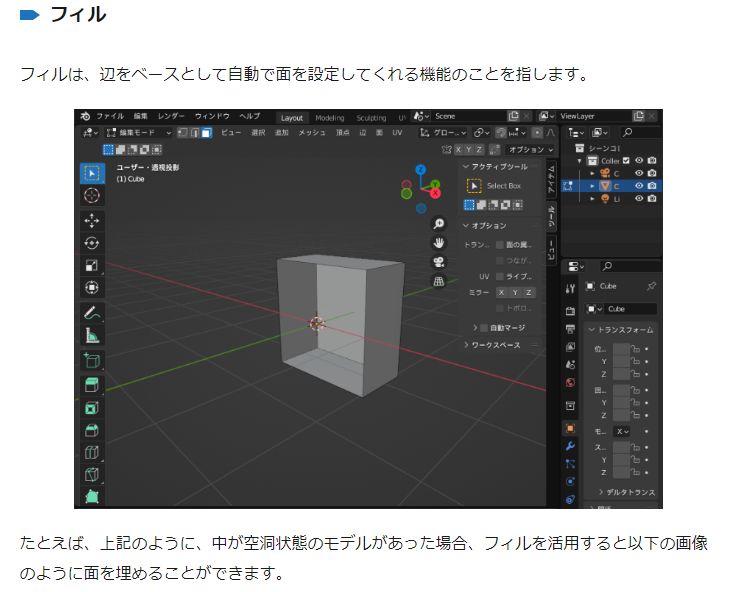 フィル
フィルは、辺をベースとして自動で面を設定してくれる機能のことを指します。
ファイル 編集 レンダー ウィンドウ ヘルプ Layout Modeling Sculpting Scene ViewLayer
編集モード ビュー 選択 追加 メッシュ 頂点 辺 面 UV グロー...
X Y Z オプション
シーンコ
Collec
C
C
Li
ユーザー・透視投影
(1) Cube
Z
Y
X
アクティブツール
Select Box
オプション
トラン... 面の属...
つなが...
UV ライブ...
ミラー X Y Z
トポロ...
自動マージ
ワークスペース
ツール
ビュー
Cube
Cube
トランスフォーム
位...
Y
Z
回...
Y
Z
モ... X
ス...
Y
Z
デルタトランス
たとえば、上記のように、中が空洞状態のモデルがあった場合、フィルを活用すると以下の画像
のように面を埋めることができます。